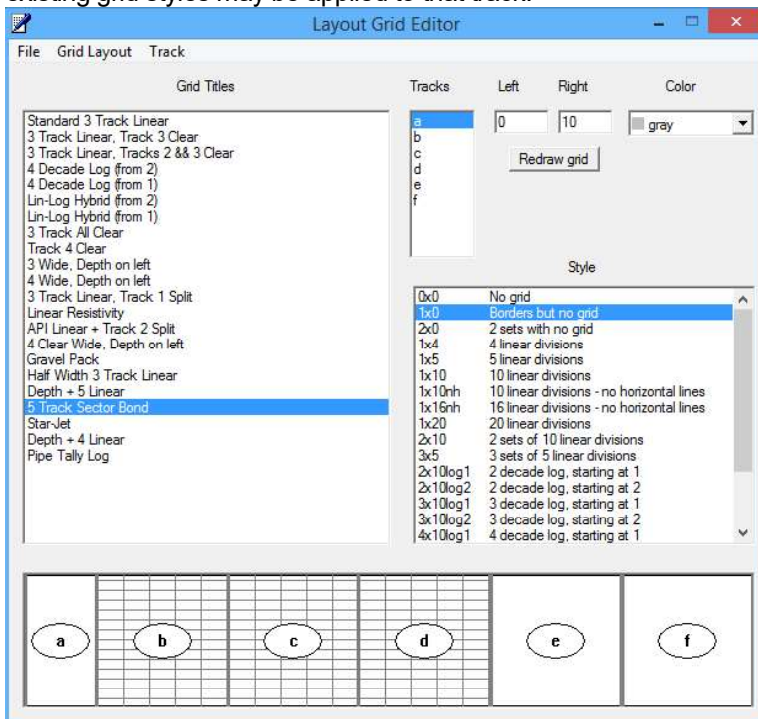 existing grid styles may be applied to that track.
Layout Grid Editor
File Grid Layout Track
Grid Titles
Tracks Left Right Color
Standard 3 Track Linear
3 Track Linear, Track 3 Clear
3 Track Linear, Tracks 2 && 3 Clear
4 Decade Log (from 2)
4 Decade Log (from 1)
Lin-Log Hybrid (from 2)
Lin-Log Hybrid (from 1)
3 Track All Clear
Track 4 Clear
3 Wide, Depth on left
4 Wide, Depth on left
3 Track Linear, Track 1 Split
Linear Resistivity
API Linear + Track 2 Split
4 Clear Wide, Depth on left
Gravel Pack
Half Width 3 Track Linear
Depth + 5 Linear
5 Track Sector Bond
Star-Jet
Depth + 4 Linear
Pipe Tally Log
a
b
c
d
e
f
0 10 gray
Redraw grid
Style
0x0 No grid
1x0 Borders but no grid
2x0 2 sets with no grid
1x4 4 linear divisions
1x5 5 linear divisions
1x10 10 linear divisions
1x10nh 10 linear divisions - no horizontal lines
1x16nh 16 linear divisions - no horizontal lines
1x20 20 linear divisions
2x10 2 sets of 10 linear divisions
3x5 3 sets of 5 linear divisions
2x10log1 2 decade log, starting at 1
2x10log2 2 decade log, starting at 2
3x10log1 3 decade log, starting at 1
3x10log2 3 decade log, starting at 2
4x10log1 4 decade log, starting at 1
a b c d e f